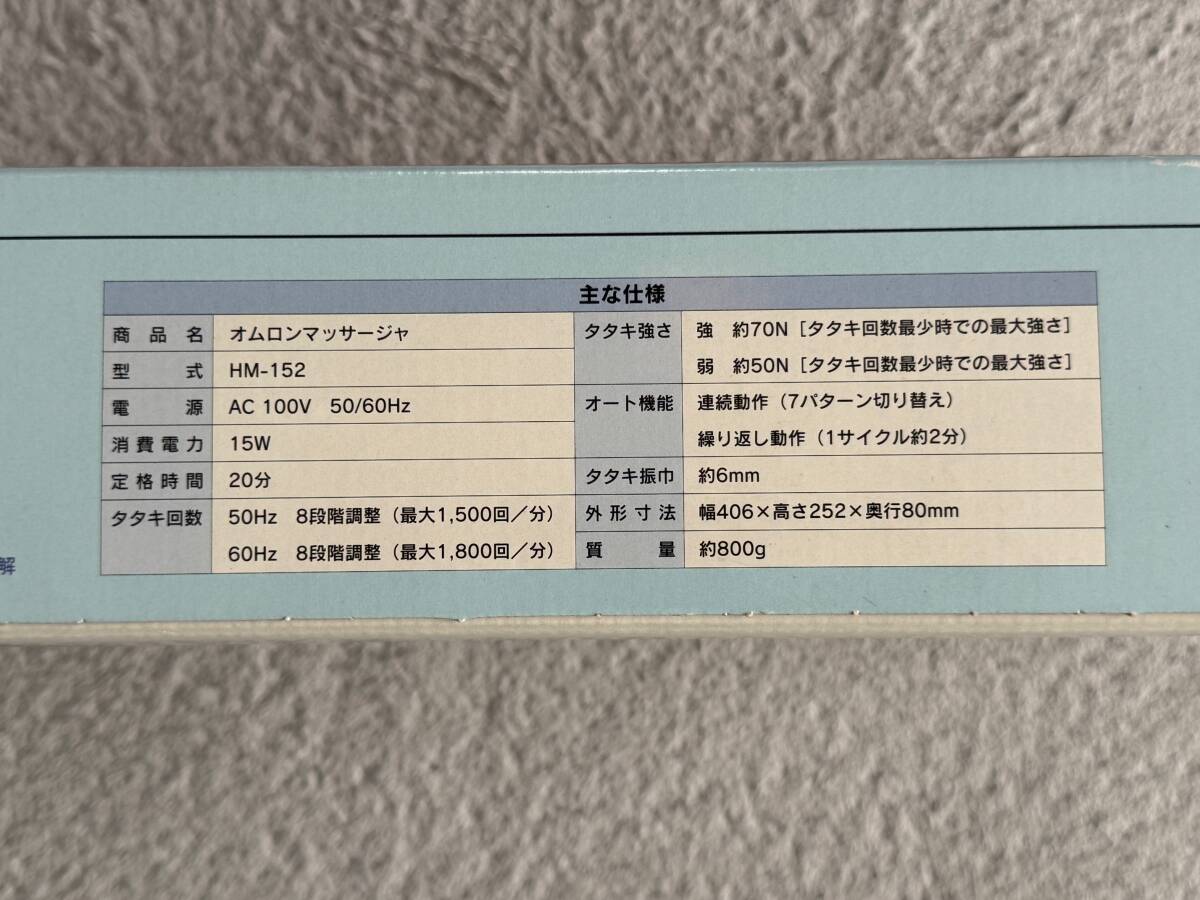 主な仕様
商品名 オムロンマッサージャ
型式 HM-152
電源 AC 100V 50/60Hz
消費電力 15W
定格時間 20分
タタキ回数 50Hz 8段階調整（最大1,500回／分）
60Hz 8段階調整（最大1,800回／分）
タタキ強さ 強 約70N［タタキ回数最少時での最大強さ］
弱 約50N［タタキ回数最少時での最大強さ］
オート機能 連続動作（7パターン切り替え）
繰り返し動作（1サイクル約2分）
タタキ振巾 約6mm
外形寸法 幅406×高さ252×奥行80mm
質量 約800g
解